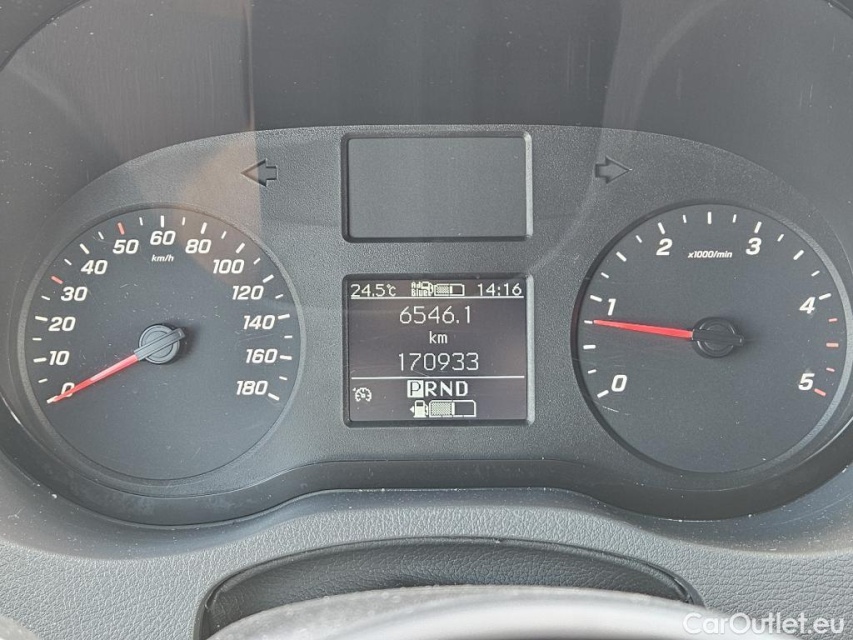 24.5°C AdBlue 14:16
6546.1
km
170933
PRND
0 10 20 30 40 50 60 80 100 120 140 160 180
km/h
0 1 2 3 4 5
x1000/min
CarOutlet.eu